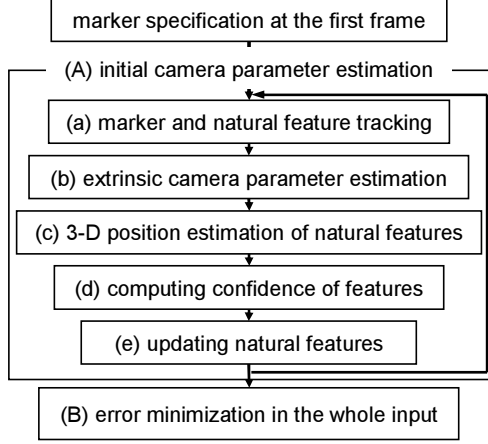 marker specification at the first frame
(A) initial camera parameter estimation
(a) marker and natural feature tracking
(b) extrinsic camera parameter estimation
(c) 3-D position estimation of natural features
(d) computing confidence of features
(e) updating natural features
(B) error minimization in the whole input